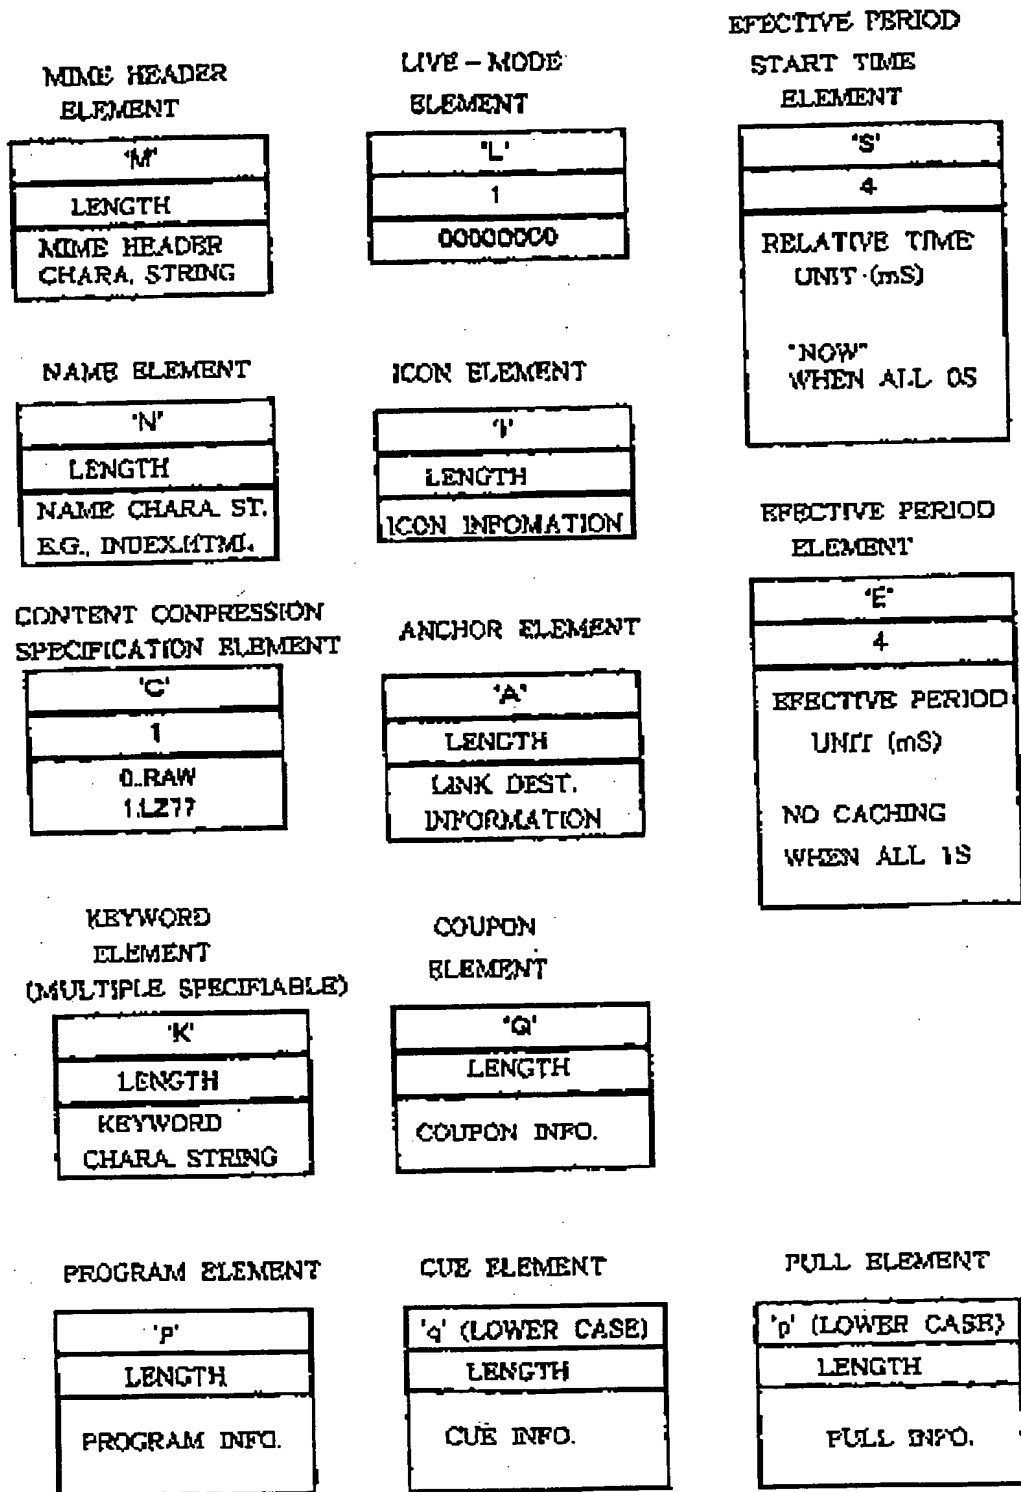 MIME HEADER
ELEMENT
'M'
LENGTH
MIME HEADER
CHARA. STRING
LIVE-MODE
ELEMENT
"L'
1
00000000
EFECTIVE PERIOD
START TIME
ELEMENT
'S'
4
RELATIVE TIME
UNIT (mS)
"NOW"
WHEN ALL 0S
NAME ELEMENT
'N'
LENGTH
NAME CHARA. ST.
E.G., INDEX.HTML.
ICON ELEMENT
'I'
LENGTH
ICON INFOMATION
EFECTIVE PERIOD
ELEMENT
'E'
4
EFECTIVE PERIOD
UNIT (mS)
NO CACHING
WHEN ALL 1S
CONTENT CONPRESSION
SPECIFICATION ELEMENT
'C'
1
0..RAW
1.LZ77
ANCHOR ELEMENT
'A'
LENGTH
LINK DEST.
INFORMATION
KEYWORD
ELEMENT
(MULTIPLE SPECIFIABLE)
'K'
LENGTH
KEYWORD
CHARA. STRING
COUPON
ELEMENT
'Q'
LENGTH
COUPON INFO.
PROGRAM ELEMENT
'P'
LENGTH
PROGRAM INFO.
CUE ELEMENT
'q' (LOWER CASE)
LENGTH
CUE INFO.
PULL ELEMENT
'p' (LOWER CASE)
LENGTH
PULL INFO.